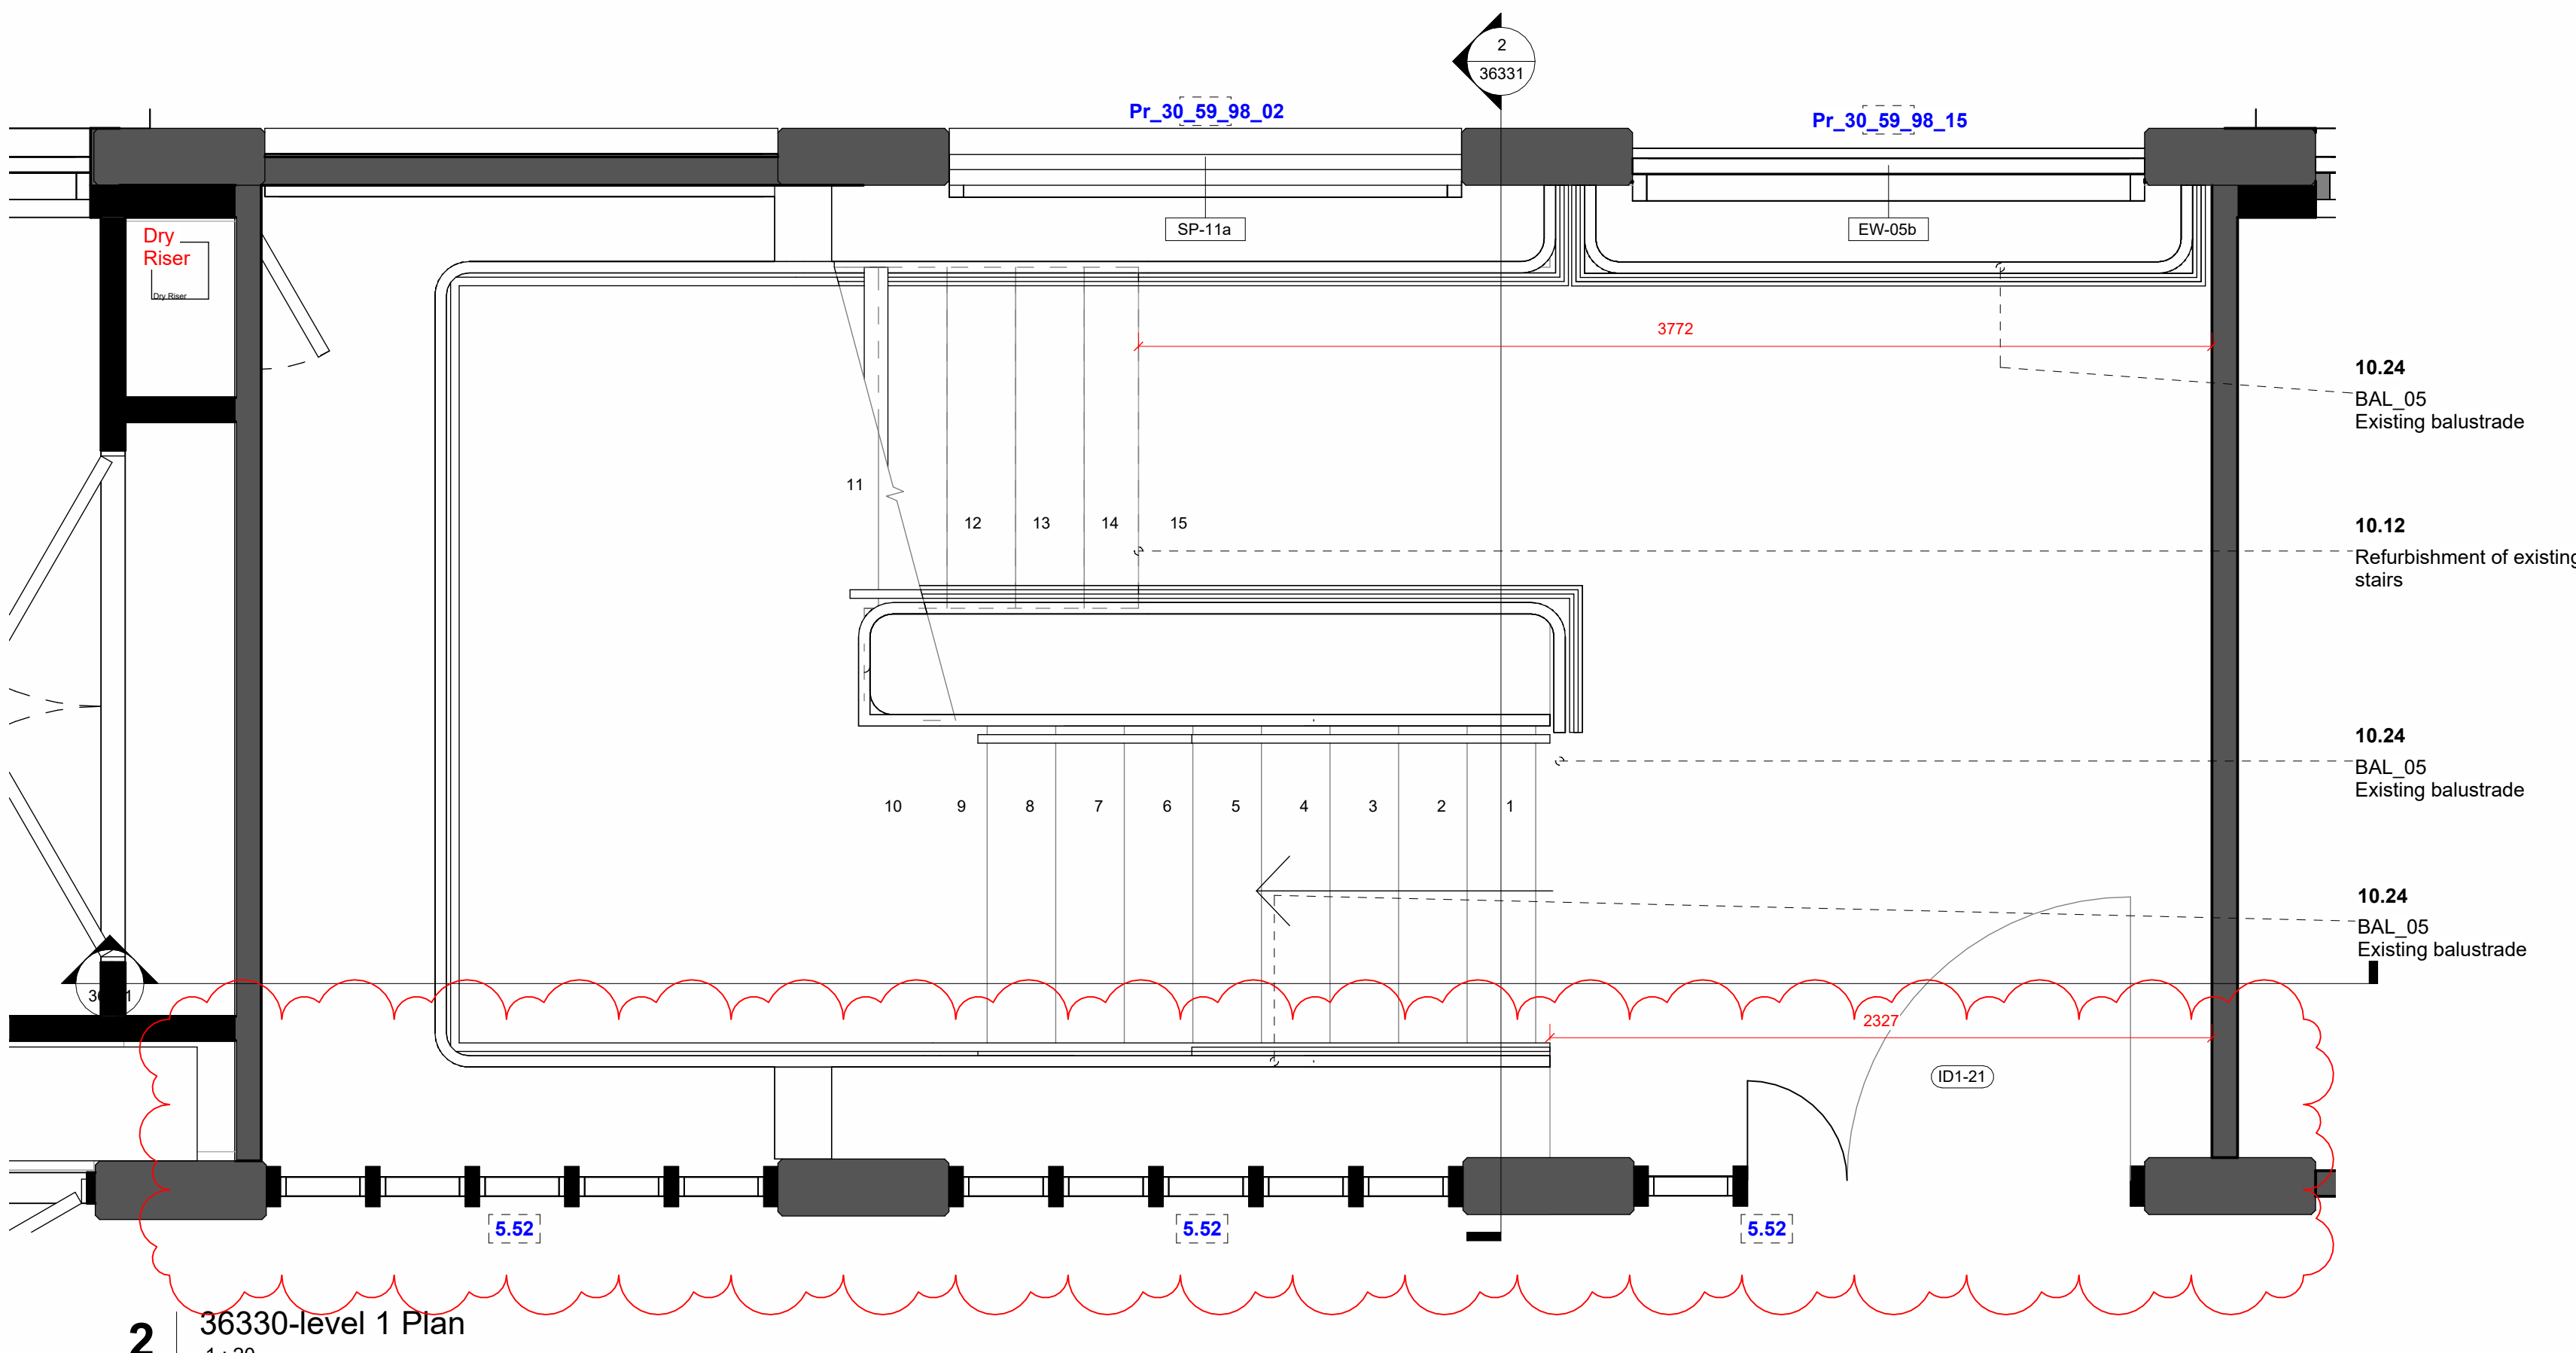 2
36331
Pr_30_59_98_02
Pr_30_59_98_15
SP-11a
EW-05b
Dry
Riser
Dry Riser
3772
10.24
BAL_05
Existing balustrade
11
12
13
14
15
10.12
Refurbishment of existing
stairs
10.24
BAL_05
Existing balustrade
10
9
8
7
6
5
4
3
2
1
10.24
BAL_05
Existing balustrade
2327
ID1-21
5.52
5.52
5.52
2
36330-level 1 Plan